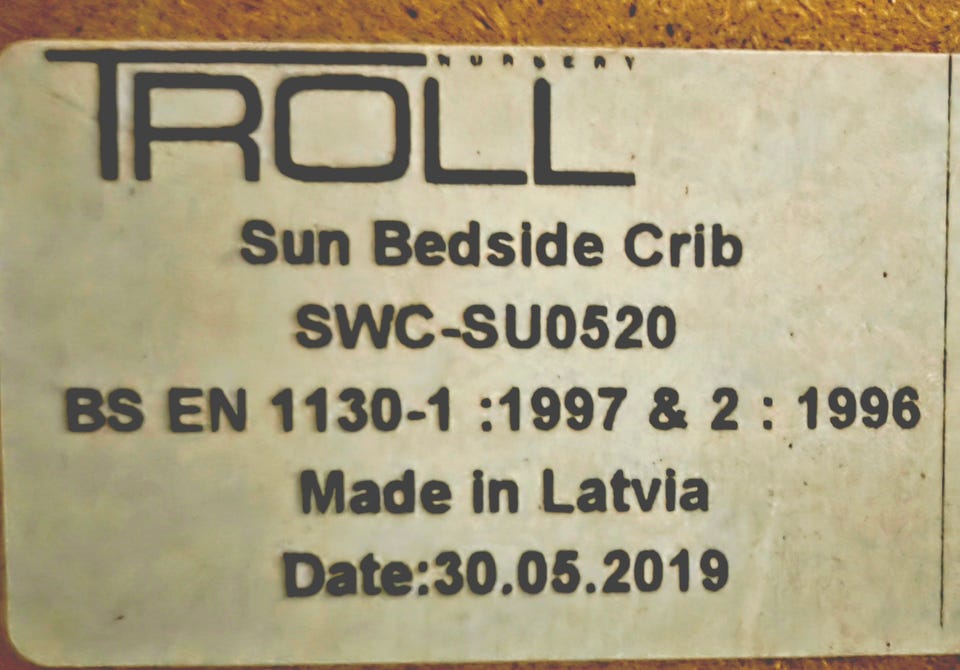 TROLL NURSERY
Sun Bedside Crib
SWC-SU0520
BS EN 1130-1 :1997 & 2 : 1996
Made in Latvia
Date:30.05.2019